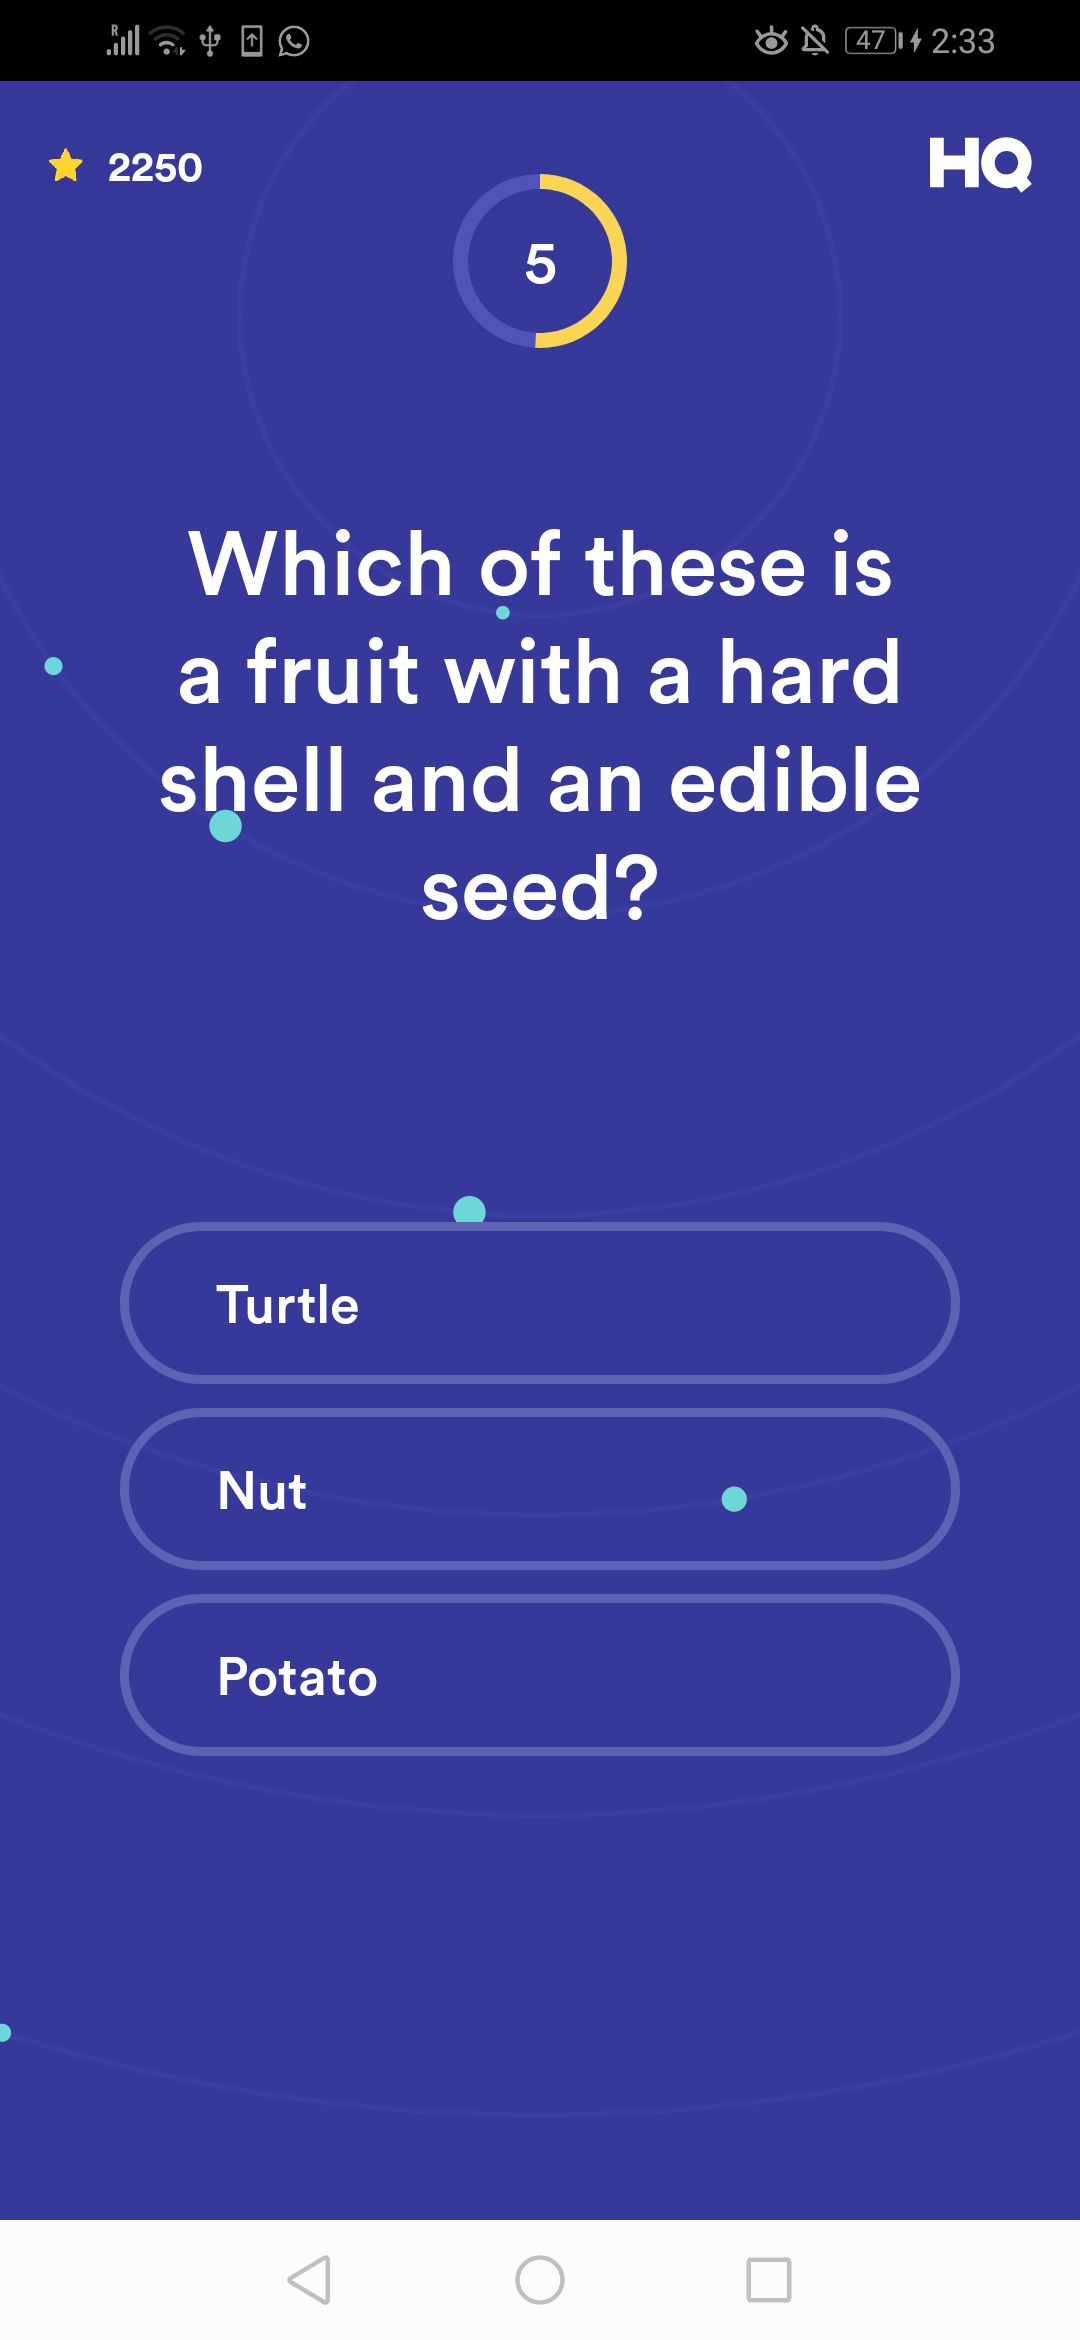 47 2:33
2250
HQ
5
Which of these is
a fruit with a hard
shell and an edible
seed?
Turtle
Nut
Potato